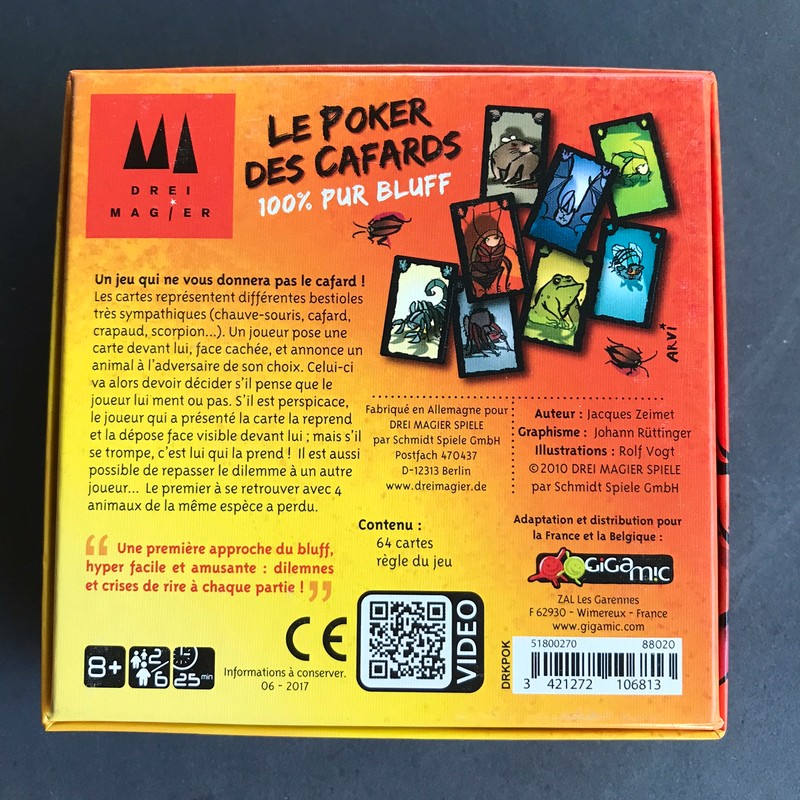 DREI
MAGIER
LE POKER
DES CAFARDS
100% PUR BLUFF
ARVI
Un jeu qui ne vous donnera pas le cafard !
Les cartes représentent différentes bestioles
très sympathiques (chauve-souris, cafard,
crapaud, scorpion...). Un joueur pose une
carte devant lui, face cachée, et annonce un
animal à l'adversaire de son choix. Celui-ci
va alors devoir décider s'il pense que le
joueur lui ment ou pas. S'il est perspicace,
le joueur qui a présenté la carte la reprend
et la dépose face visible devant lui ; mais s'il
se trompe, c'est lui qui la prend ! Il est aussi
possible de repasser le dilemme à un autre
joueur... Le premier à se retrouver avec 4
animaux de la même espèce a perdu.
“ Une première approche du bluff,
hyper facile et amusante : dilemnes
et crises de rire à chaque partie ! ”
Fabriqué en Allemagne pour
DREI MAGIER SPIELE
par Schmidt Spiele GmbH
Postfach 470437
D-12313 Berlin
www.dreimagier.de
Auteur : Jacques Zeimet
Graphisme : Johann Rüttinger
Illustrations : Rolf Vogt
© 2010 DREI MAGIER SPIELE
par Schmidt Spiele GmbH
Contenu :
64 cartes
règle du jeu
Adaptation et distribution pour
la France et la Belgique :
GIGAMIC
ZAL Les Garennes
F 62930 - Wimereux - France
www.gigamic.com
8+
2/6
25 min
CE
Informations à conserver.
06 - 2017
VIDEO
DRKPOK
51800270 88020
3 421272 106813